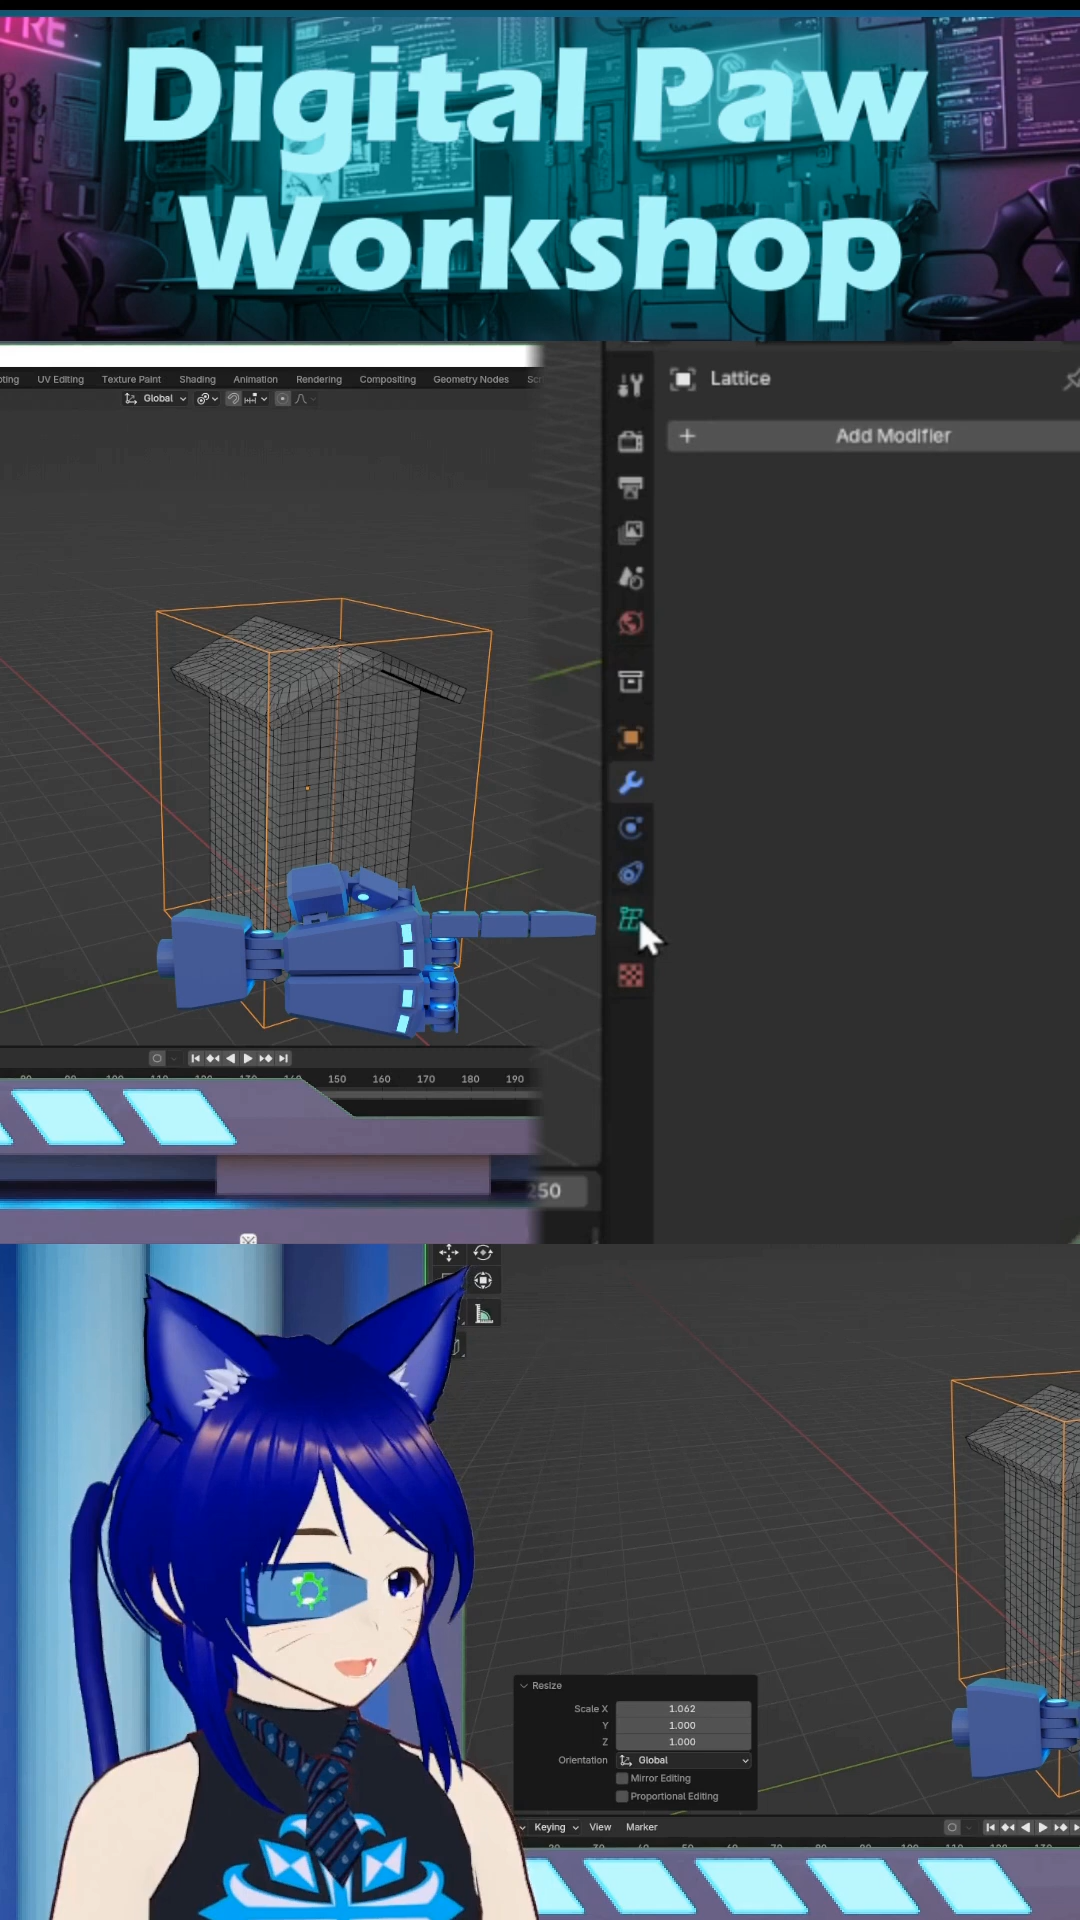 TRE
Digital Paw
Workshop
UV Editing Texture Paint Shading Animation Rendering Compositing Geometry Nodes
Global
Lattice
+ Add Modifier
150 160 170 180 190
250
Resize
Scale X 1.062
Y 1.000
Z 1.000
Orientation Global
Mirror Editing
Proportional Editing
Keying View Marker